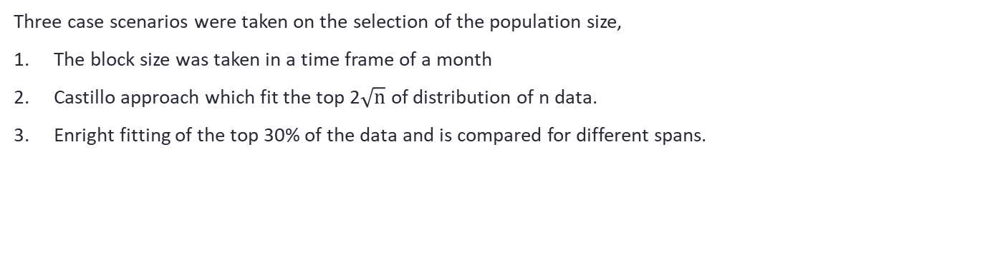 Three case scenarios were taken on the selection of the population size,
1. The block size was taken in a time frame of a month
2. Castillo approach which fit the top 2√n of distribution of n data.
3. Enright fitting of the top 30% of the data and is compared for different spans.